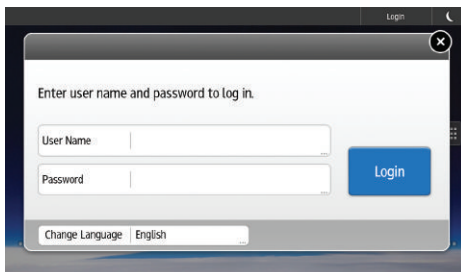 Login
Enter user name and password to log in.
User Name
Password
Login
Change Language English